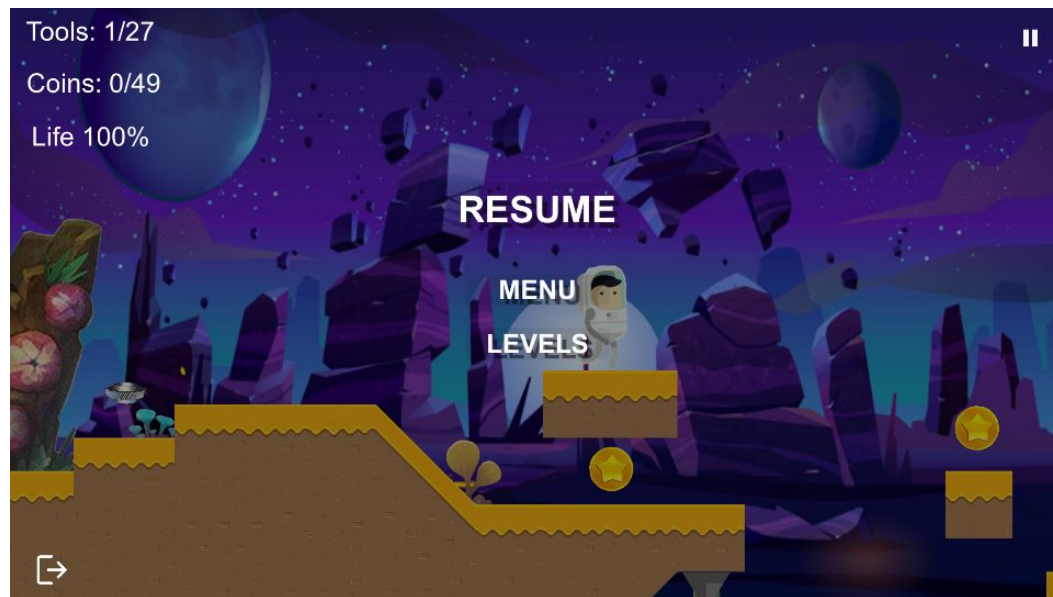 Tools: 1/27
Coins: 0/49
Life 100%
RESUME
MENU
LEVELS